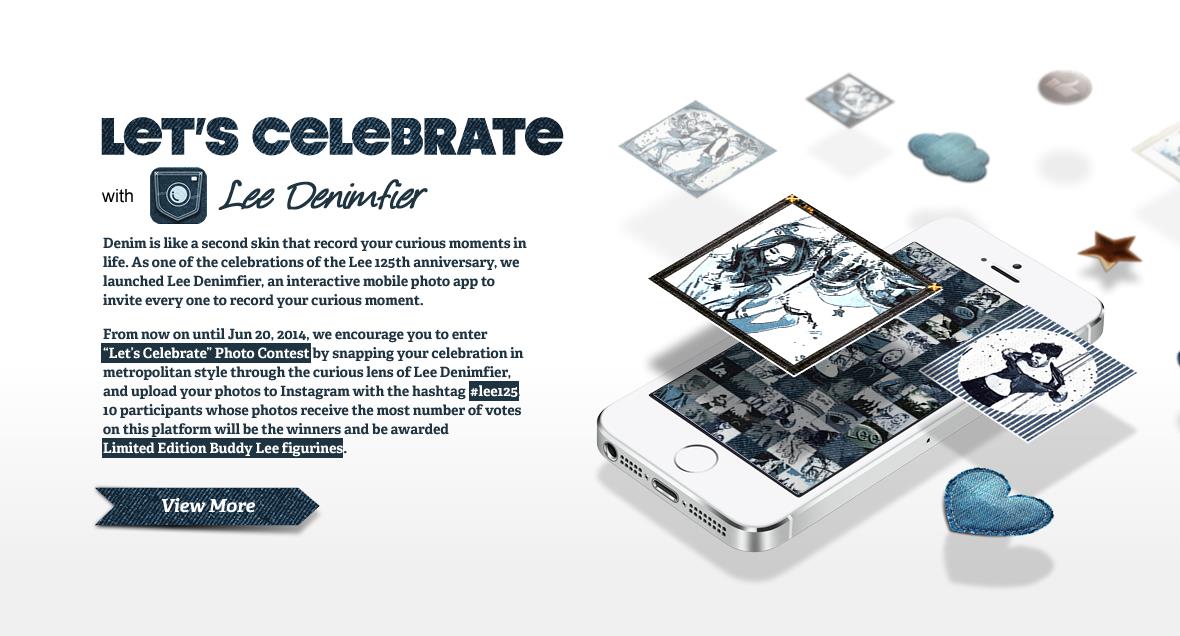 LET'S CELEBRATE
with Lee Denimfier
Denim is like a second skin that record your curious moments in
life. As one of the celebrations of the Lee 125th anniversary, we
launched Lee Denimfier, an interactive mobile photo app to
invite every one to record your curious moment.
From now on until Jun 20, 2014, we encourage you to enter
“Let’s Celebrate” Photo Contest by snapping your celebration in
metropolitan style through the curious lens of Lee Denimfier,
and upload your photos to Instagram with the hashtag #lee125.
10 participants whose photos receive the most number of votes
on this platform will be the winners and be awarded
Limited Edition Buddy Lee figurines.
View More
Lee